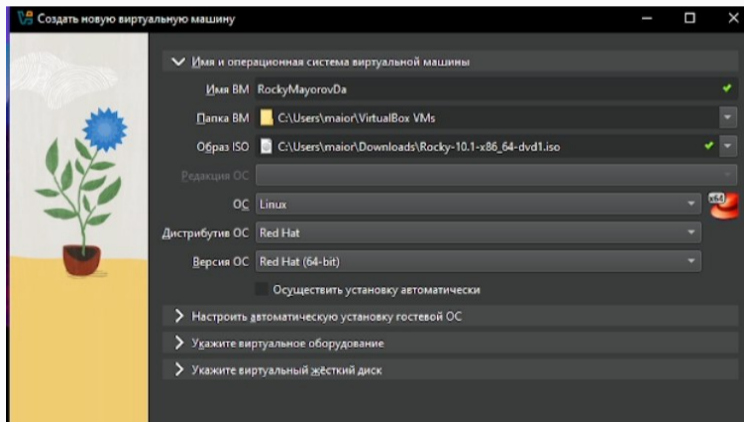 Создать новую виртуальную машину
Имя и операционная система виртуальной машины
Имя ВМ RockyMayorovDa
Папка ВМ C:\Users\maior\VirtualBox VMs
Образ ISO C:\Users\maior\Downloads\Rocky-10.1-x86_64-dvd1.iso
Редакция ОС
ОС Linux
x64
Дистрибутив ОС Red Hat
Версия ОС Red Hat (64-bit)
Осуществить установку автоматически
Настроить автоматическую установку гостевой ОС
Укажите виртуальное оборудование
Укажите виртуальный жёсткий диск